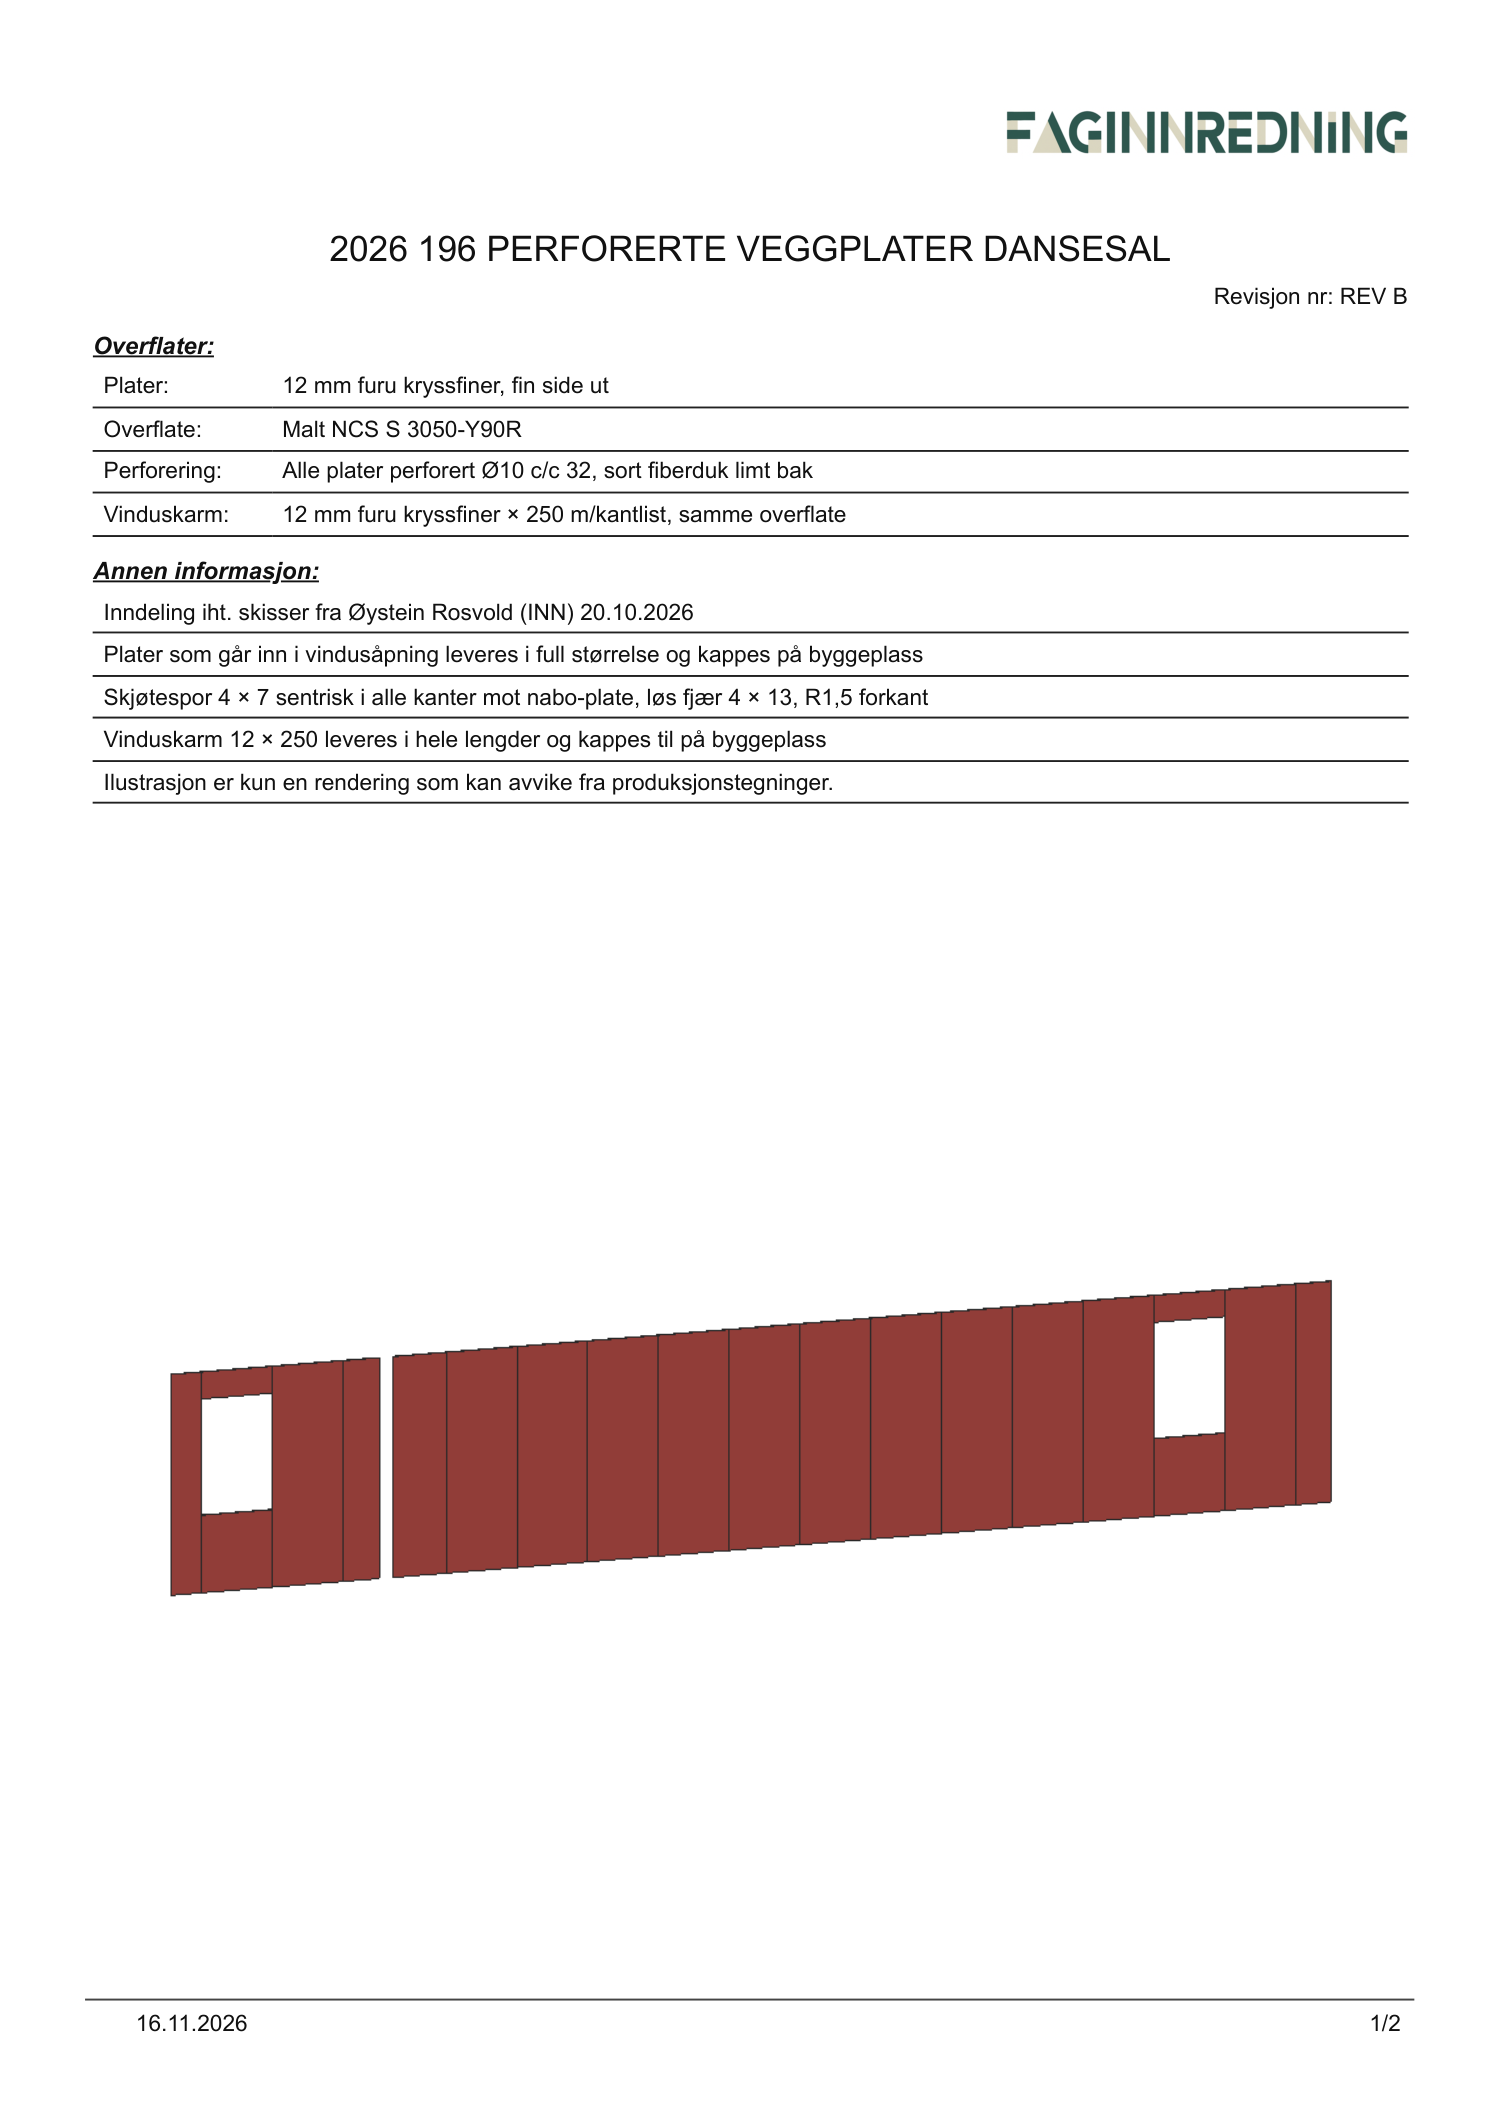 FAGINNREDNING
2026 196 PERFORERTE VEGGPLATER DANSESAL
Revisjon nr: REV B
Overflater:
Plater: 12 mm furu kryssfiner, fin side ut
Overflate: Malt NCS S 3050-Y90R
Perforering: Alle plater perforert Ø10 c/c 32, sort fiberduk limt bak
Vinduskarm: 12 mm furu kryssfiner × 250 m/kantlist, samme overflate
Annen informasjon:
Inndeling iht. skisser fra Øystein Rosvold (INN) 20.10.2026
Plater som går inn i vindusåpning leveres i full størrelse og kappes på byggeplass
Skjøtespor 4 × 7 sentrisk i alle kanter mot nabo-plate, løs fjær 4 × 13, R1,5 forkant
Vinduskarm 12 × 250 leveres i hele lengder og kappes til på byggeplass
Ilustrasjon er kun en rendering som kan avvike fra produksjonstegninger.
16.11.2026 1/2